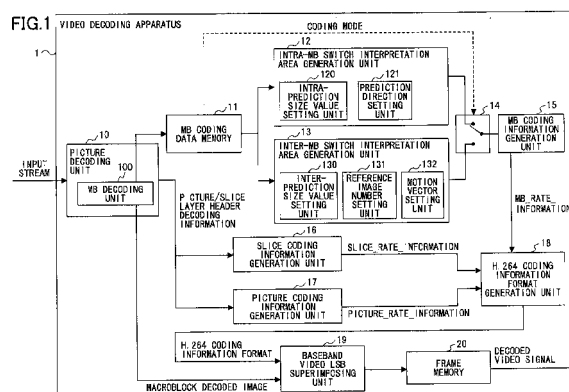 FIG.1
VIDEO DECODING APPARATUS
1
CODING MODE
12
INTRA-MB SWITCH INTERPRETATION
AREA GENERATION UNIT
120
INTRA-
PREDICTION
SIZE VALUE
SETTING UNIT
121
PREDICTION
DIRECTION
SETTING UNIT
11
MB CODING
DATA MEMORY
14
15
MB CODING
INFORMATION
GENERATION UNIT
10
PICTURE
DECODING
UNIT
100
MB DECODING
UNIT
INPUT
STREAM
13
INTER-MB SWITCH INTERPRETATION
AREA GENERATION UNIT
130
INTER-
PREDICTION
SIZE VALUE
SETTING UNIT
131
REFERENCE
IMAGE
NUMBER
SETTING UNIT
132
MOTION
VECTOR
SETTING UNIT
PICTURE/SLICE
LAYER HEADER
DECODING
INFORMATION
MB_RATE_
INFORMATION
16
SLICE CODING
INFORMATION
GENERATION UNIT
SLICE_RATE_INFORMATION
17
PICTURE CODING
INFORMATION
GENERATION UNIT
PICTURE_RATE_INFORMATION
18
H.264 CODING
INFORMATION
FORMAT
GENERATION UNIT
H.264 CODING
INFORMATION FORMAT
19
BASEBAND
VIDEO LSB
SUPERIMPOSING
UNIT
20
FRAME
MEMORY
DECODED
VIDEO SIGNAL
MACROBLOCK DECODED IMAGE